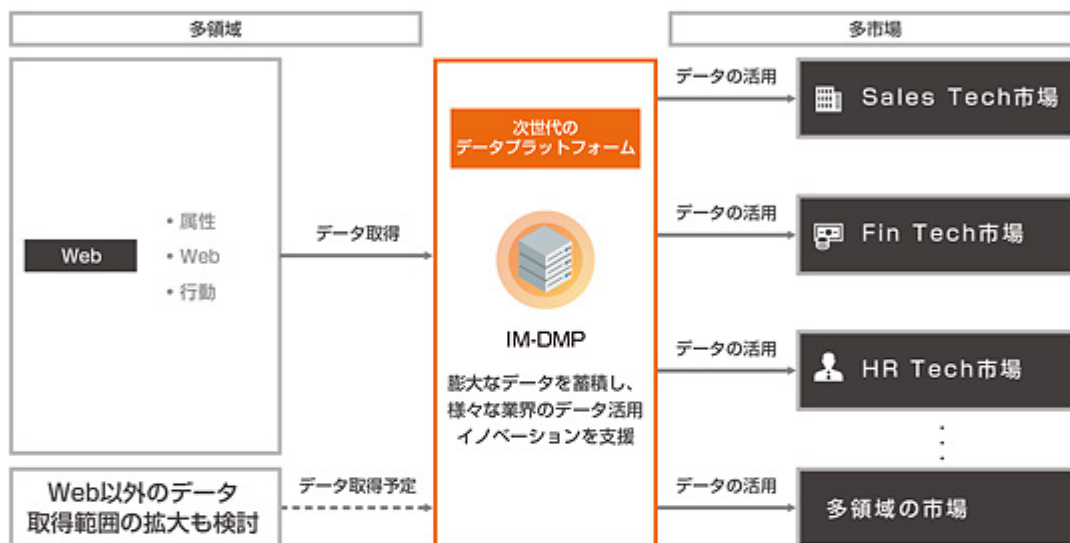 多領域
多市場
Web
• 属性
• Web
• 行動
データ取得
次世代の
データプラットフォーム
IM-DMP
膨大なデータを蓄積し、
様々な業界のデータ活用
イノベーションを支援
データの活用
Sales Tech市場
データの活用
Fin Tech市場
データの活用
HR Tech市場
Web以外のデータ
取得範囲の拡大も検討
データ取得予定
データの活用
多領域の市場